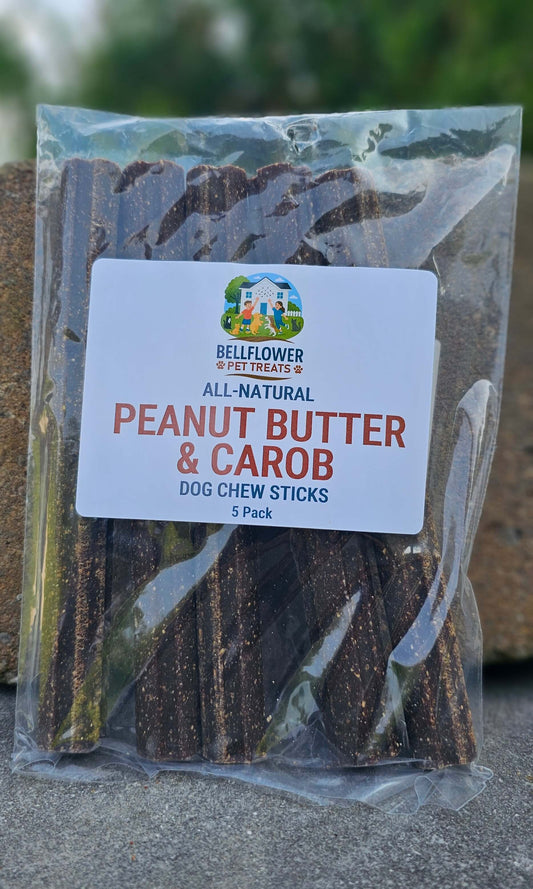 BELLFLOWER
PET TREATS
ALL-NATURAL
PEANUT BUTTER
& CAROB
DOG CHEW STICKS
5 Pack